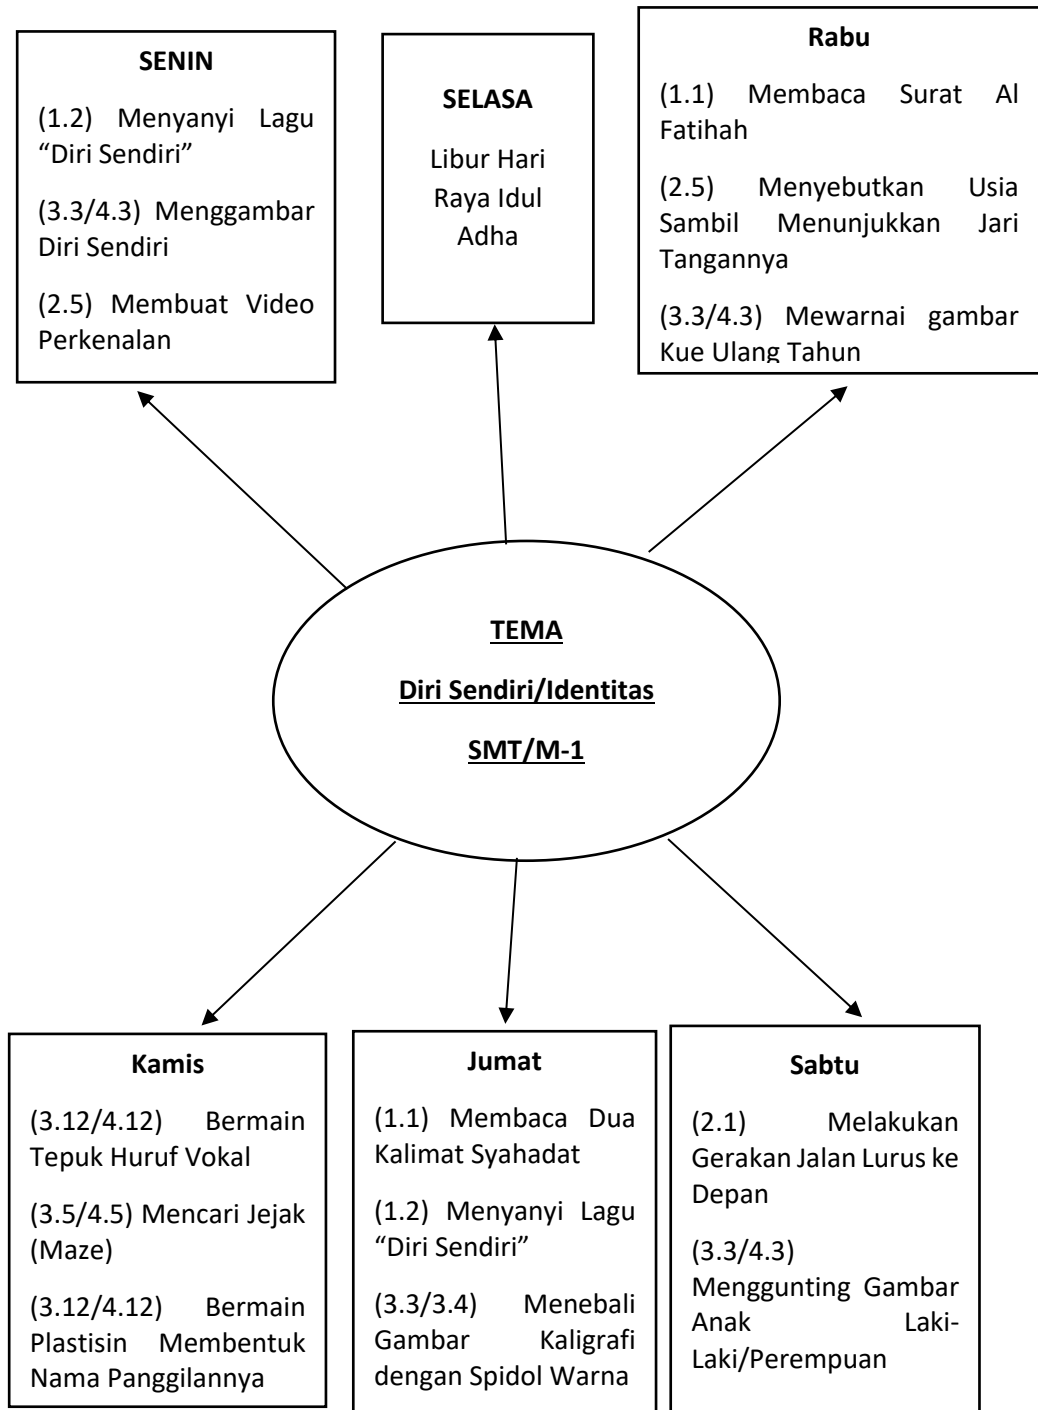 SENIN
(1.2) Menyanyi Lagu
“Diri Sendiri”
(3.3/4.3) Menggambar
Diri Sendiri
(2.5) Membuat Video
Perkenalan
SELASA
Libur Hari
Raya Idul
Adha
Rabu
(1.1) Membaca Surat Al
Fatihah
(2.5) Menyebutkan Usia
Sambil Menunjukkan Jari
Tangannya
(3.3/4.3) Mewarnai gambar
Kue Ulang Tahun
TEMA
Diri Sendiri/Identitas
SMT/M-1
Kamis
(3.12/4.12) Bermain
Tepuk Huruf Vokal
(3.5/4.5) Mencari Jejak
(Maze)
(3.12/4.12) Bermain
Plastisin Membentuk
Nama Panggilannya
Jumat
(1.1) Membaca Dua
Kalimat Syahadat
(1.2) Menyanyi Lagu
“Diri Sendiri”
(3.3/3.4) Menebali
Gambar Kaligrafi
dengan Spidol Warna
Sabtu
(2.1) Melakukan
Gerakan Jalan Lurus ke
Depan
(3.3/4.3)
Menggunting Gambar
Anak Laki-
Laki/Perempuan